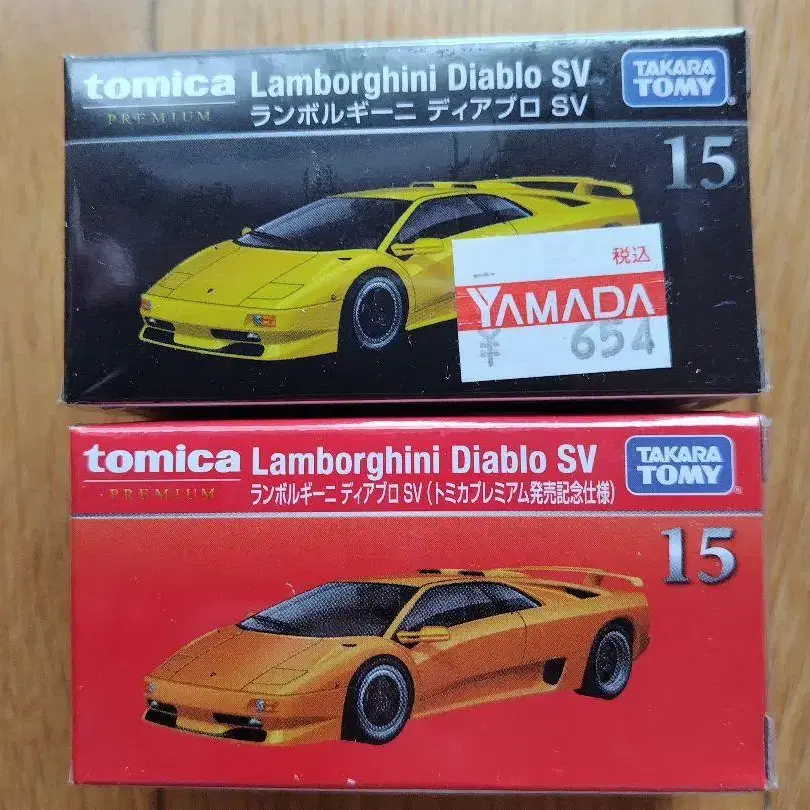 tomica
PREMIUM
Lamborghini Diablo SV
ランボルギーニ ディアブロ SV
TAKARA
TOMY
15
税込
YAMADA
¥ 654
tomica
PREMIUM
Lamborghini Diablo SV
ランボルギーニ ディアブロ SV (トミカプレミアム発売記念仕様)
TAKARA
TOMY
15